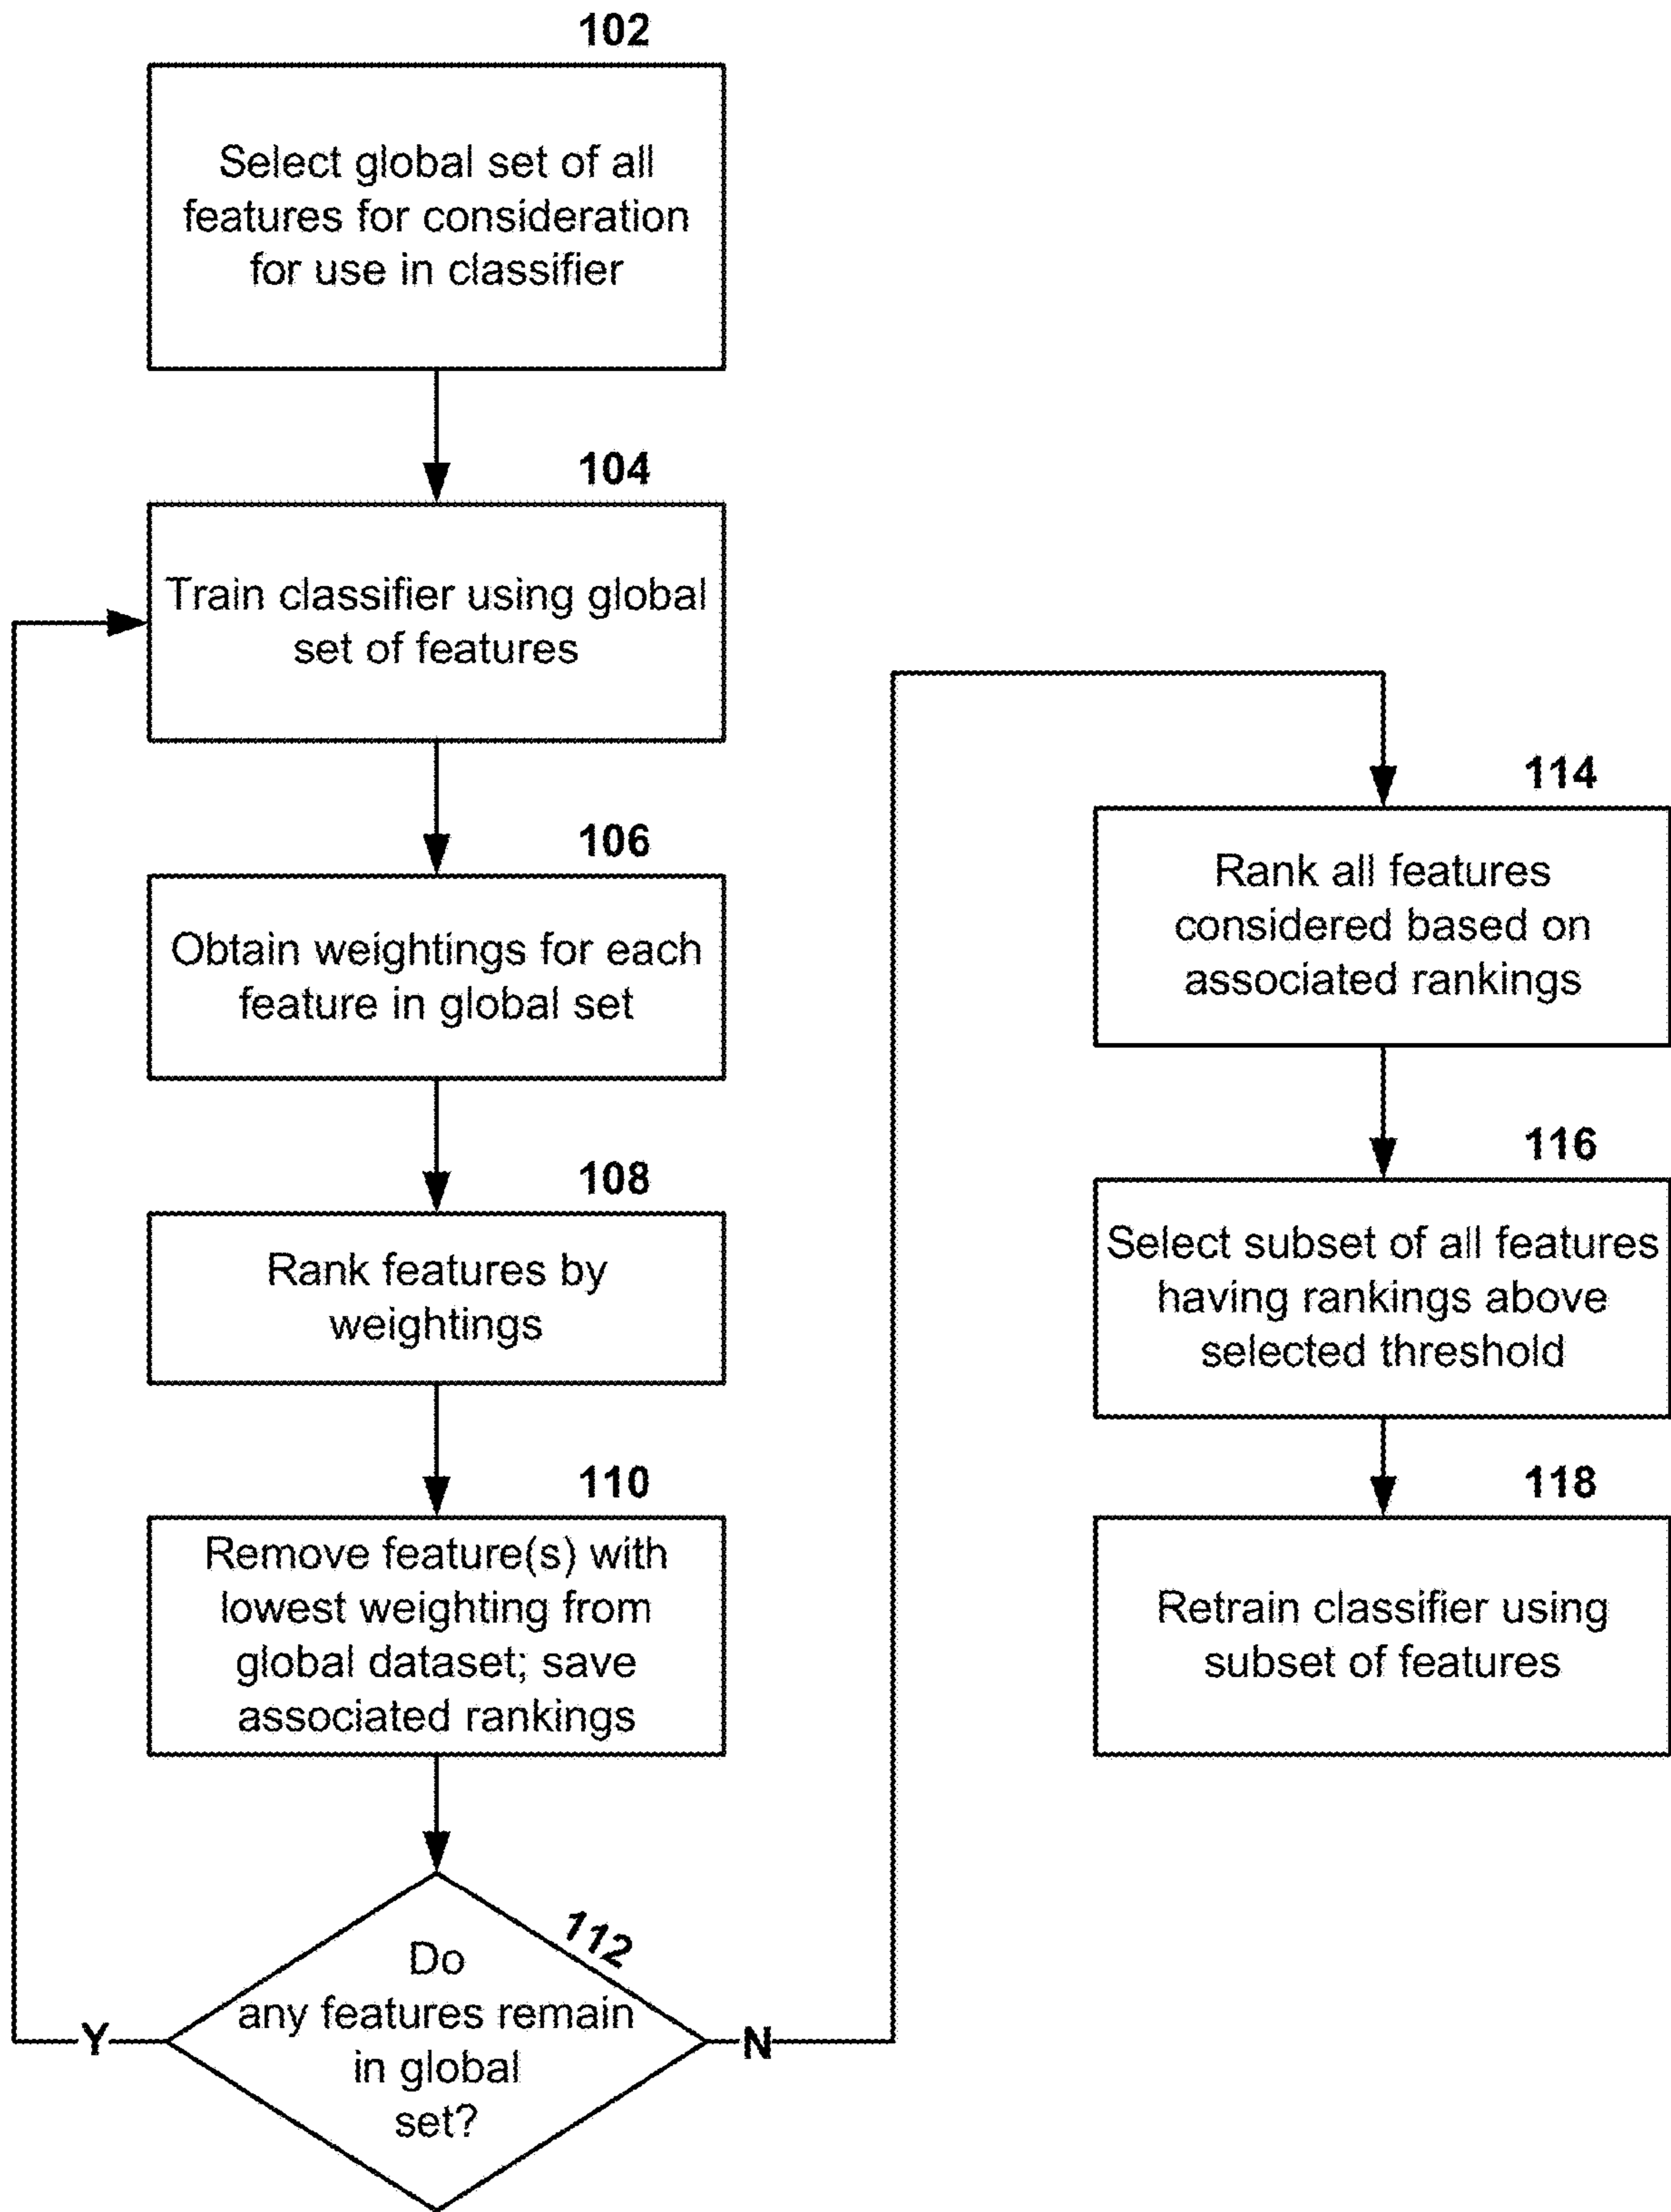 102
Select global set of all
features for consideration
for use in classifier
104
Train classifier using global
set of features
106
Obtain weightings for each
feature in global set
108
Rank features by
weightings
110
Remove feature(s) with
lowest weighting from
global dataset; save
associated rankings
112
Do
any features remain
in global
set?
Y
N
114
Rank all features
considered based on
associated rankings
116
Select subset of all features
having rankings above
selected threshold
118
Retrain classifier using
subset of features